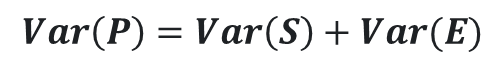 Var(P) = Var(S) + Var(E)